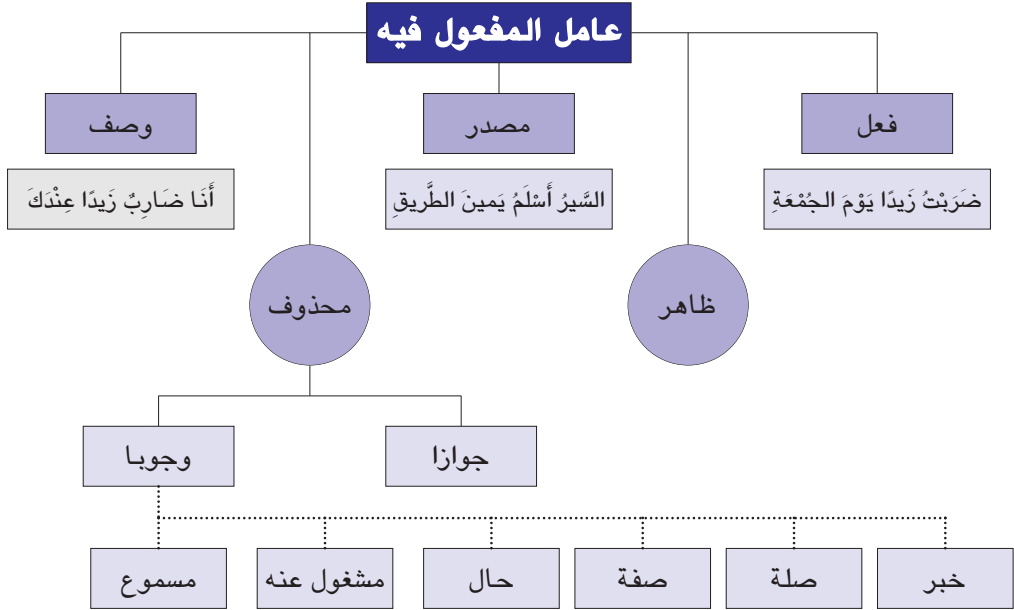 عامل المفعول فيه
فعل
مصدر
وصف
ضَرَبْتُ زَيدًا يَوْمَ الجُمْعَةِ
السَّيرُ أَسْلَمُ يَمينَ الطَّريقِ
أَنَا ضَارِبٌ زَيدًا عِنْدَكَ
ظاهر
محذوف
جوازا
وجوبا
خبر
صلة
صفة
حال
مشغول عنه
مسموع